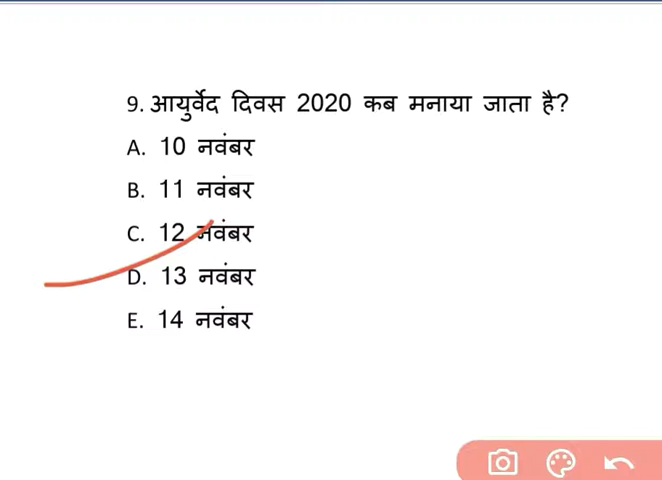 9. आयुर्वेद दिवस 2020 कब मनाया जाता है?
A. 10 नवंबर
B. 11 नवंबर
C. 12 नवंबर
D. 13 नवंबर
E. 14 नवंबर